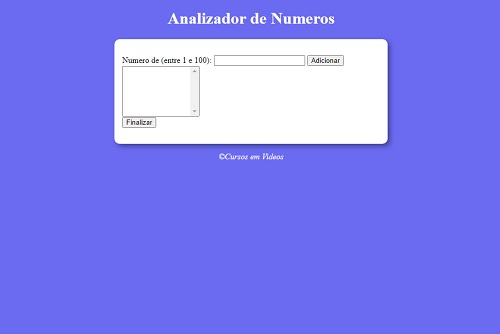 Analizador de Numeros
Numero de (entre 1 e 100): Adicionar
Finalizar
©Cursos em Videos